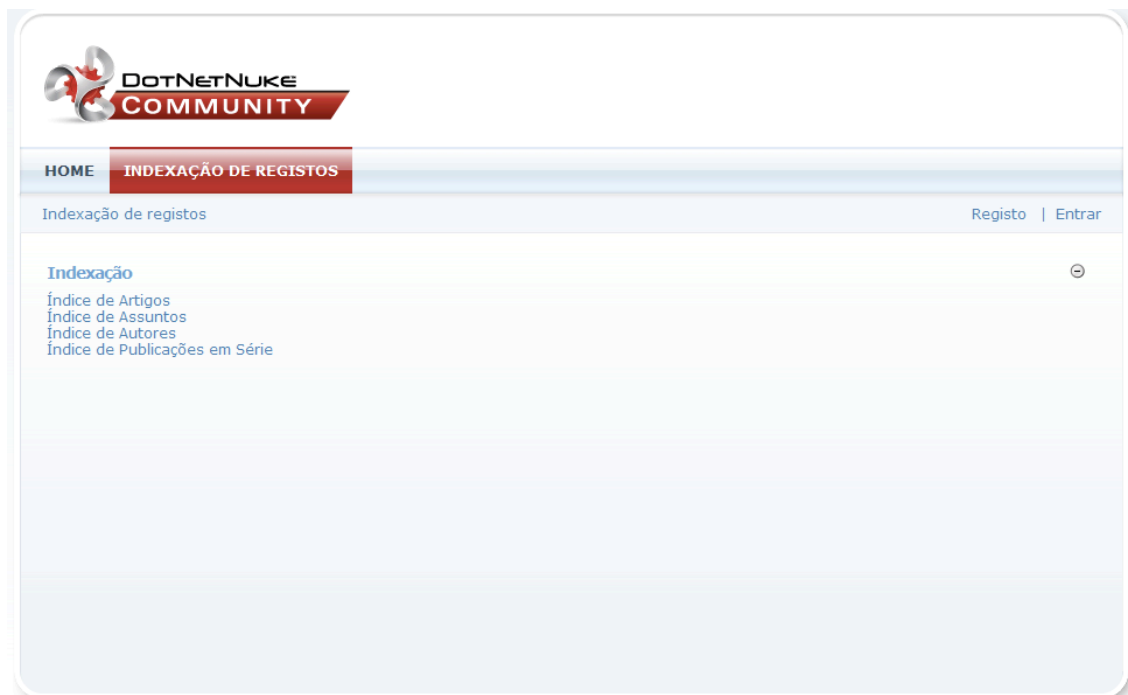 DOTNETNUKE
COMMUNITY
HOME INDEXAÇÃO DE REGISTOS
Indexação de registos Registo | Entrar
Indexação
Índice de Artigos
Índice de Assuntos
Índice de Autores
Índice de Publicações em Série